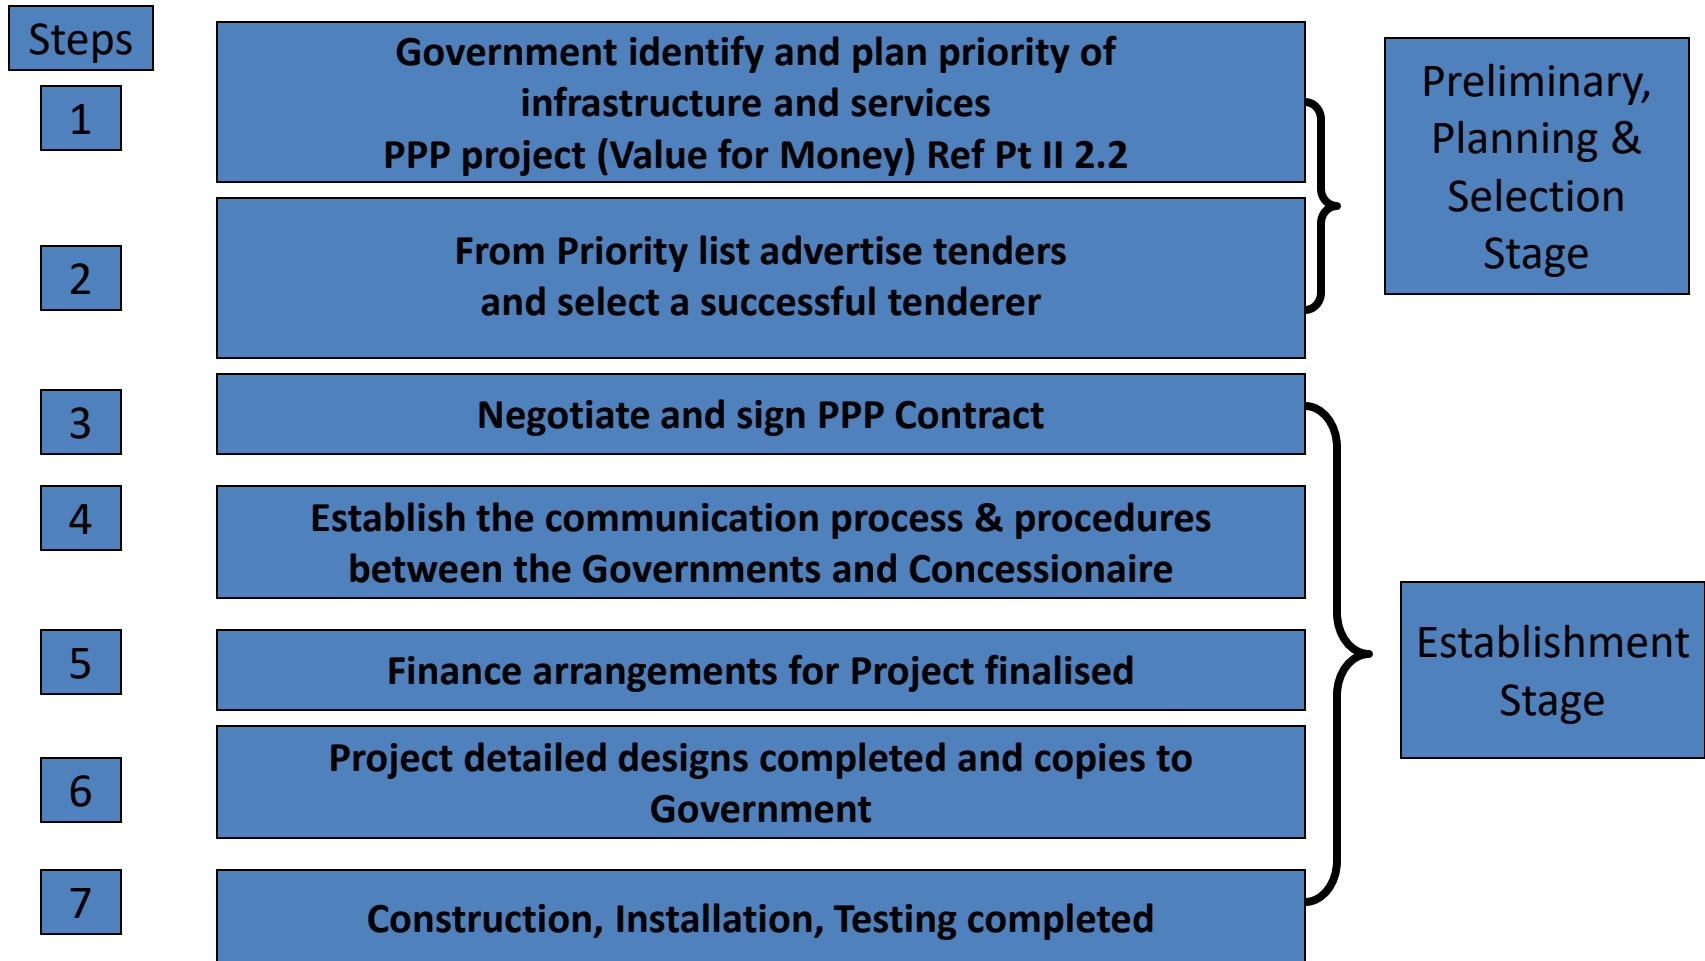 Steps
1
Government identify and plan priority of
infrastructure and services
PPP project (Value for Money) Ref Pt II 2.2
2
From Priority list advertise tenders
and select a successful tenderer
Preliminary,
Planning &
Selection
Stage
3
Negotiate and sign PPP Contract
4
Establish the communication process & procedures
between the Governments and Concessionaire
5
Finance arrangements for Project finalised
6
Project detailed designs completed and copies to
Government
7
Construction, Installation, Testing completed
Establishment
Stage